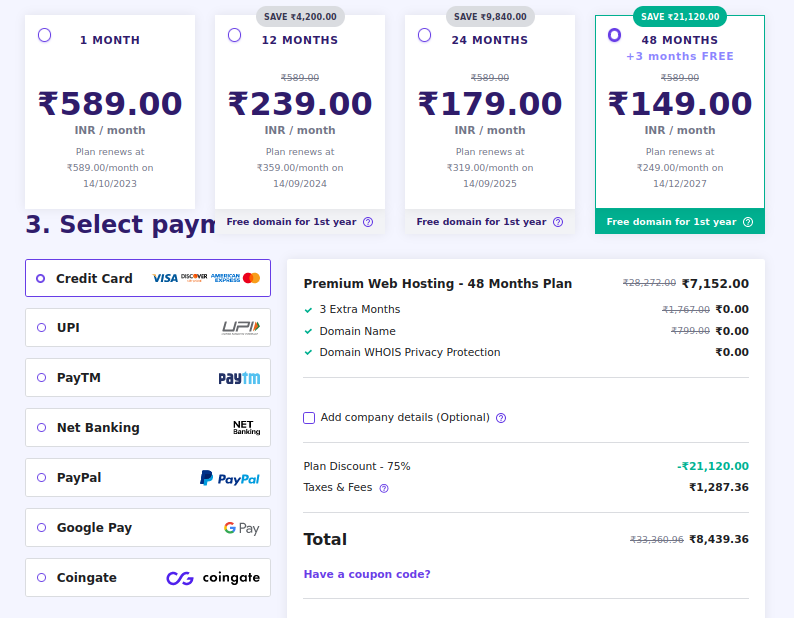 SAVE ₹4,200.00
SAVE ₹9,840.00
SAVE ₹21,120.00
1 MONTH
₹589.00
INR / month
Plan renews at
₹589.00/month on
14/10/2023
12 MONTHS
₹589.00
₹239.00
INR / month
Plan renews at
₹359.00/month on
14/09/2024
Free domain for 1st year
24 MONTHS
₹589.00
₹179.00
INR / month
Plan renews at
₹319.00/month on
14/09/2025
Free domain for 1st year
48 MONTHS
+3 months FREE
₹589.00
₹149.00
INR / month
Plan renews at
₹249.00/month on
14/12/2027
Free domain for 1st year
3. Select paym
Credit Card VISA DISCOVER AMERICAN EXPRESS
UPI UPI
PayTM paytm
Net Banking NET Banking
PayPal PayPal
Google Pay G Pay
Coingate coingate
Premium Web Hosting - 48 Months Plan ₹28,272.00 ₹7,152.00
3 Extra Months ₹1,767.00 ₹0.00
Domain Name ₹799.00 ₹0.00
Domain WHOIS Privacy Protection ₹0.00
Add company details (Optional)
Plan Discount - 75% -₹21,120.00
Taxes & Fees ₹1,287.36
Total ₹33,360.96 ₹8,439.36
Have a coupon code?